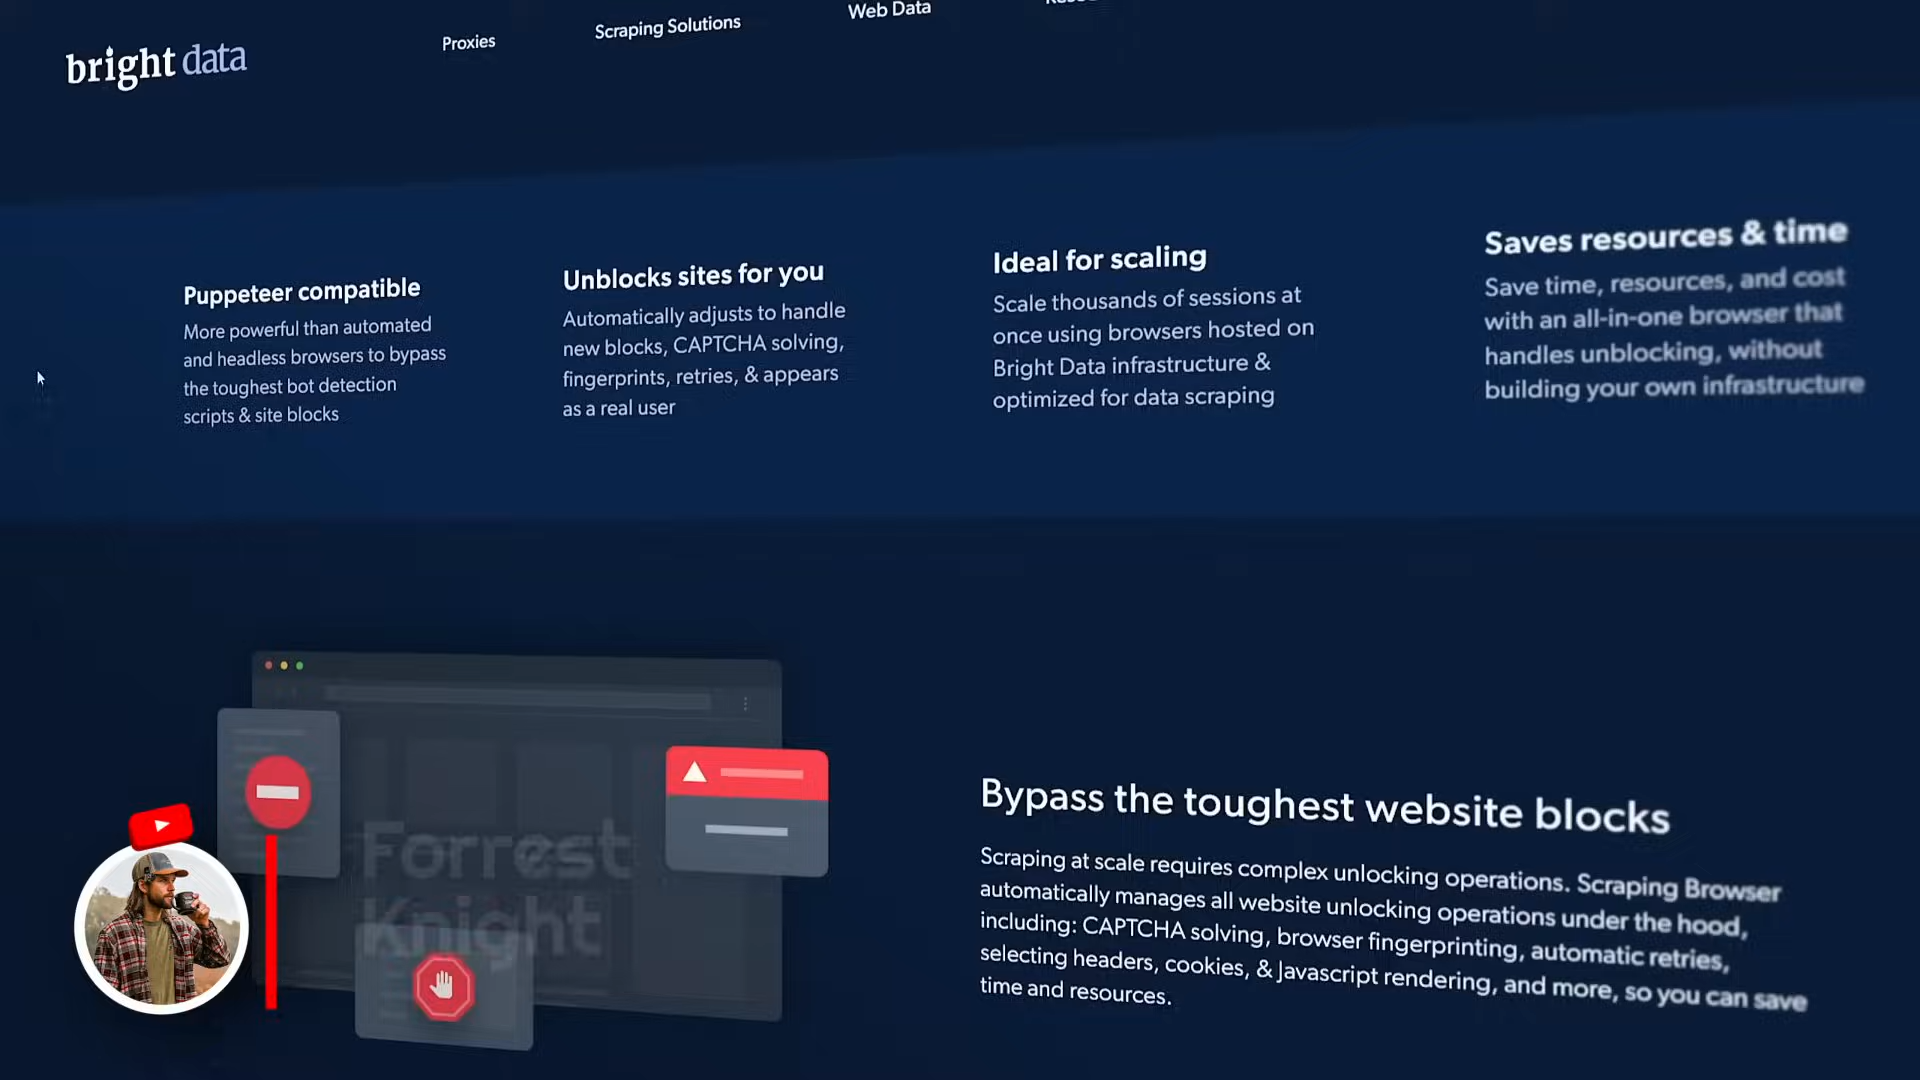 bright data
Proxies
Scraping Solutions
Web Data
Puppeteer compatible
More powerful than automated
and headless browsers to bypass
the toughest bot detection
scripts & site blocks
Unblocks sites for you
Automatically adjusts to handle
new blocks, CAPTCHA solving,
fingerprints, retries, & appears
as a real user
Ideal for scaling
Scale thousands of sessions at
once using browsers hosted on
Bright Data infrastructure &
optimized for data scraping
Saves resources & time
Save time, resources, and cost
with an all-in-one browser that
handles unblocking, without
building your own infrastructure
Forrest
Knight
Bypass the toughest website blocks
Scraping at scale requires complex unlocking operations. Scraping Browser
automatically manages all website unlocking operations under the hood,
including: CAPTCHA solving, browser fingerprinting, automatic retries,
selecting headers, cookies, & Javascript rendering, and more, so you can save
time and resources.